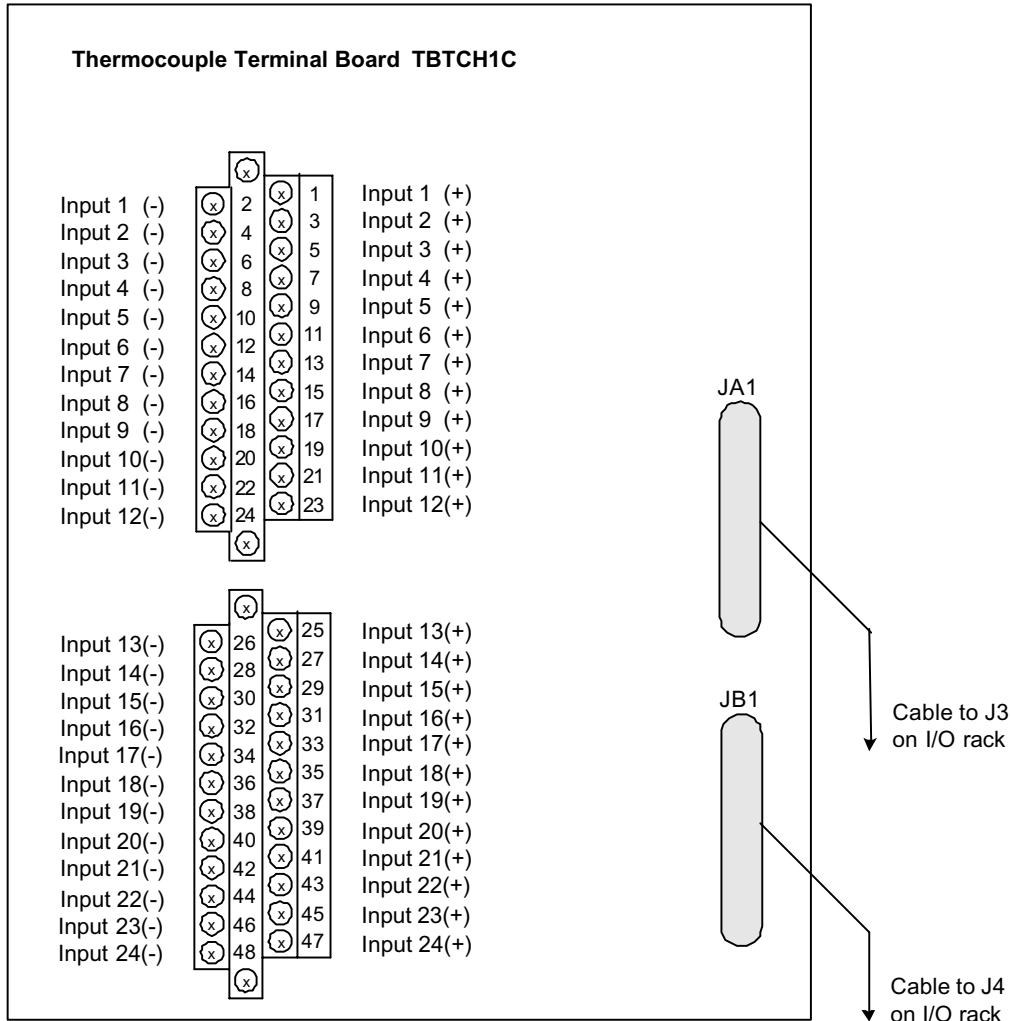 Thermocouple Terminal Board TBTCH1C
x
x 1 Input 1 (+)
Input 1 (-) x 2
x 3 Input 2 (+)
Input 2 (-) x 4
x 5 Input 3 (+)
Input 3 (-) x 6
x 7 Input 4 (+)
Input 4 (-) x 8
x 9 Input 5 (+)
Input 5 (-) x 10
x 11 Input 6 (+)
Input 6 (-) x 12
x 13 Input 7 (+)
Input 7 (-) x 14
x 15 Input 8 (+)
Input 8 (-) x 16
x 17 Input 9 (+)
Input 9 (-) x 18
x 19 Input 10(+)
Input 10(-) x 20
x 21 Input 11(+)
Input 11(-) x 22
x 23 Input 12(+)
Input 12(-) x 24
x
x
x 25 Input 13(+)
Input 13(-) x 26
x 27 Input 14(+)
Input 14(-) x 28
x 29 Input 15(+)
Input 15(-) x 30
x 31 Input 16(+)
Input 16(-) x 32
x 33 Input 17(+)
Input 17(-) x 34
x 35 Input 18(+)
Input 18(-) x 36
x 37 Input 19(+)
Input 19(-) x 38
x 39 Input 20(+)
Input 20(-) x 40
x 41 Input 21(+)
Input 21(-) x 42
x 43 Input 22(+)
Input 22(-) x 44
x 45 Input 23(+)
Input 23(-) x 46
x 47 Input 24(+)
Input 24(-) x 48
x
JA1
Cable to J3
on I/O rack
JB1
Cable to J4
on I/O rack